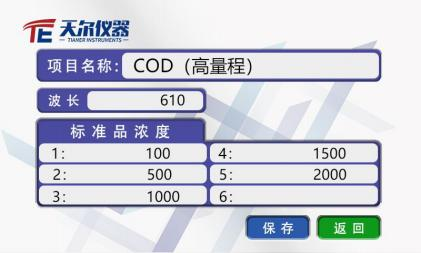 TE 天尔仪器
TIANER INSTRUMENTS
项目名称： COD（高量程）
波长 610
标准品浓度
1： 100 4： 1500
2： 500 5： 2000
3： 1000 6：
保存 返回